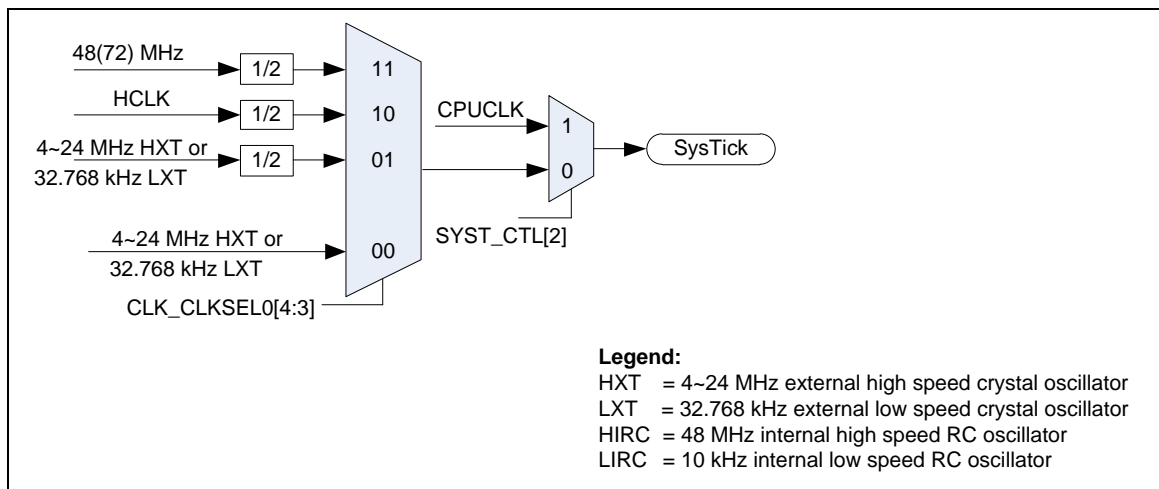 48(72) MHz
1/2
11
HCLK
1/2
10
CPUCLK
1
4~24 MHz HXT or
32.768 kHz LXT
1/2
01
0
SysTick
SYST_CTL[2]
4~24 MHz HXT or
32.768 kHz LXT
00
CLK_CLKSEL0[4:3]
Legend:
HXT = 4~24 MHz external high speed crystal oscillator
LXT = 32.768 kHz external low speed crystal oscillator
HIRC = 48 MHz internal high speed RC oscillator
LIRC = 10 kHz internal low speed RC oscillator